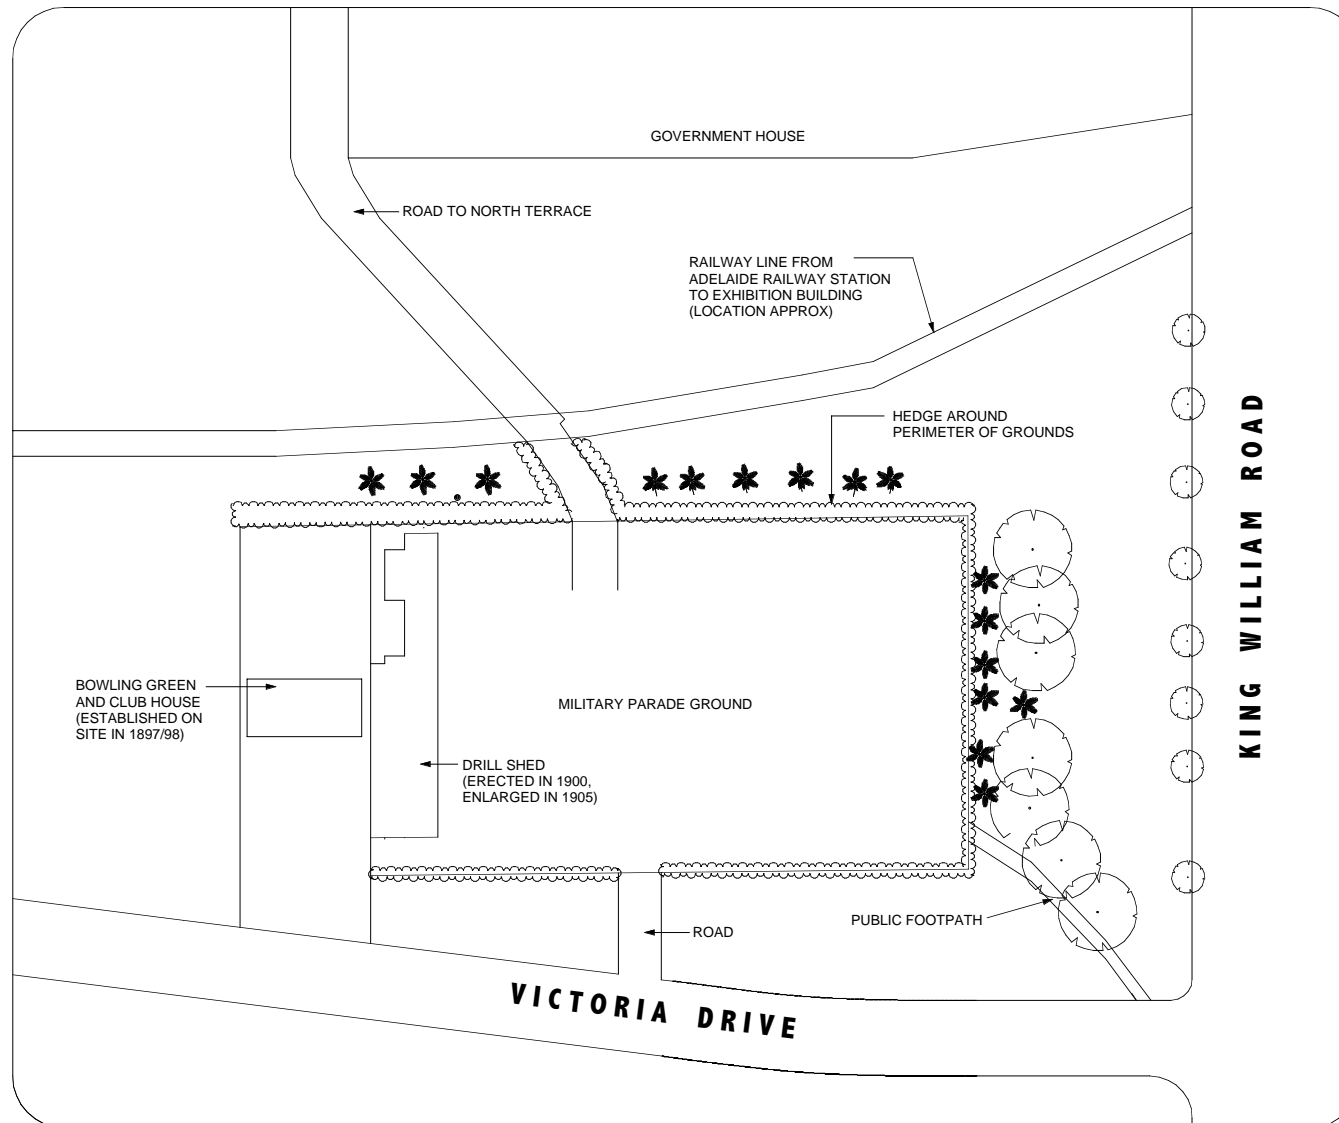 GOVERNMENT HOUSE
ROAD TO NORTH TERRACE
RAILWAY LINE FROM
ADELAIDE RAILWAY STATION
TO EXHIBITION BUILDING
(LOCATION APPROX)
HEDGE AROUND
PERIMETER OF GROUNDS
KING WILLIAM ROAD
BOWLING GREEN
AND CLUB HOUSE
(ESTABLISHED ON
SITE IN 1897/98)
MILITARY PARADE GROUND
DRILL SHED
(ERECTED IN 1900,
ENLARGED IN 1905)
PUBLIC FOOTPATH
ROAD
VICTORIA DRIVE